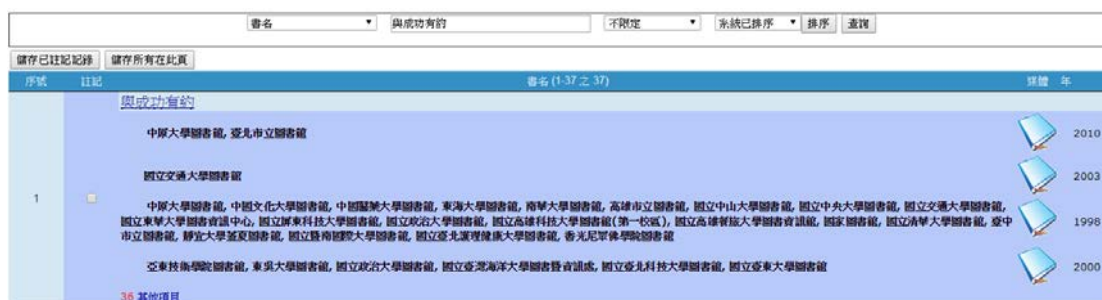 書名 與成功有約 不限定 系統已排序 排序 查詢
儲存已註記記錄 儲存所有在此頁
序號 註記 書名 (1-37 之 37) 媒體 年
與成功有約
中原大學圖書館, 臺北市立圖書館 2010
國立交通大學圖書館 2003
1
中原大學圖書館, 中國文化大學圖書館, 中國醫藥大學圖書館, 東海大學圖書館, 南華大學圖書館, 高雄市立圖書館, 國立中山大學圖書館, 國立中央大學圖書館, 國立交通大學圖書館,
國立東華大學圖書資訊中心, 國立屏東科技大學圖書館, 國立政治大學圖書館, 國立高雄科技大學圖書館(第一校區), 國立高雄餐旅大學圖書資訊館, 國家圖書館, 國立清華大學圖書館, 臺中 1998
市立圖書館, 靜宜大學蓋夏圖書館, 國立暨南國際大學圖書館, 國立臺北護理健康大學圖書館, 香光尼眾佛學院圖書館
亞東技術學院圖書館, 東吳大學圖書館, 國立政治大學圖書館, 國立臺灣海洋大學圖書暨資訊處, 國立臺北科技大學圖書館, 國立臺東大學圖書館 2000
36 其他項目